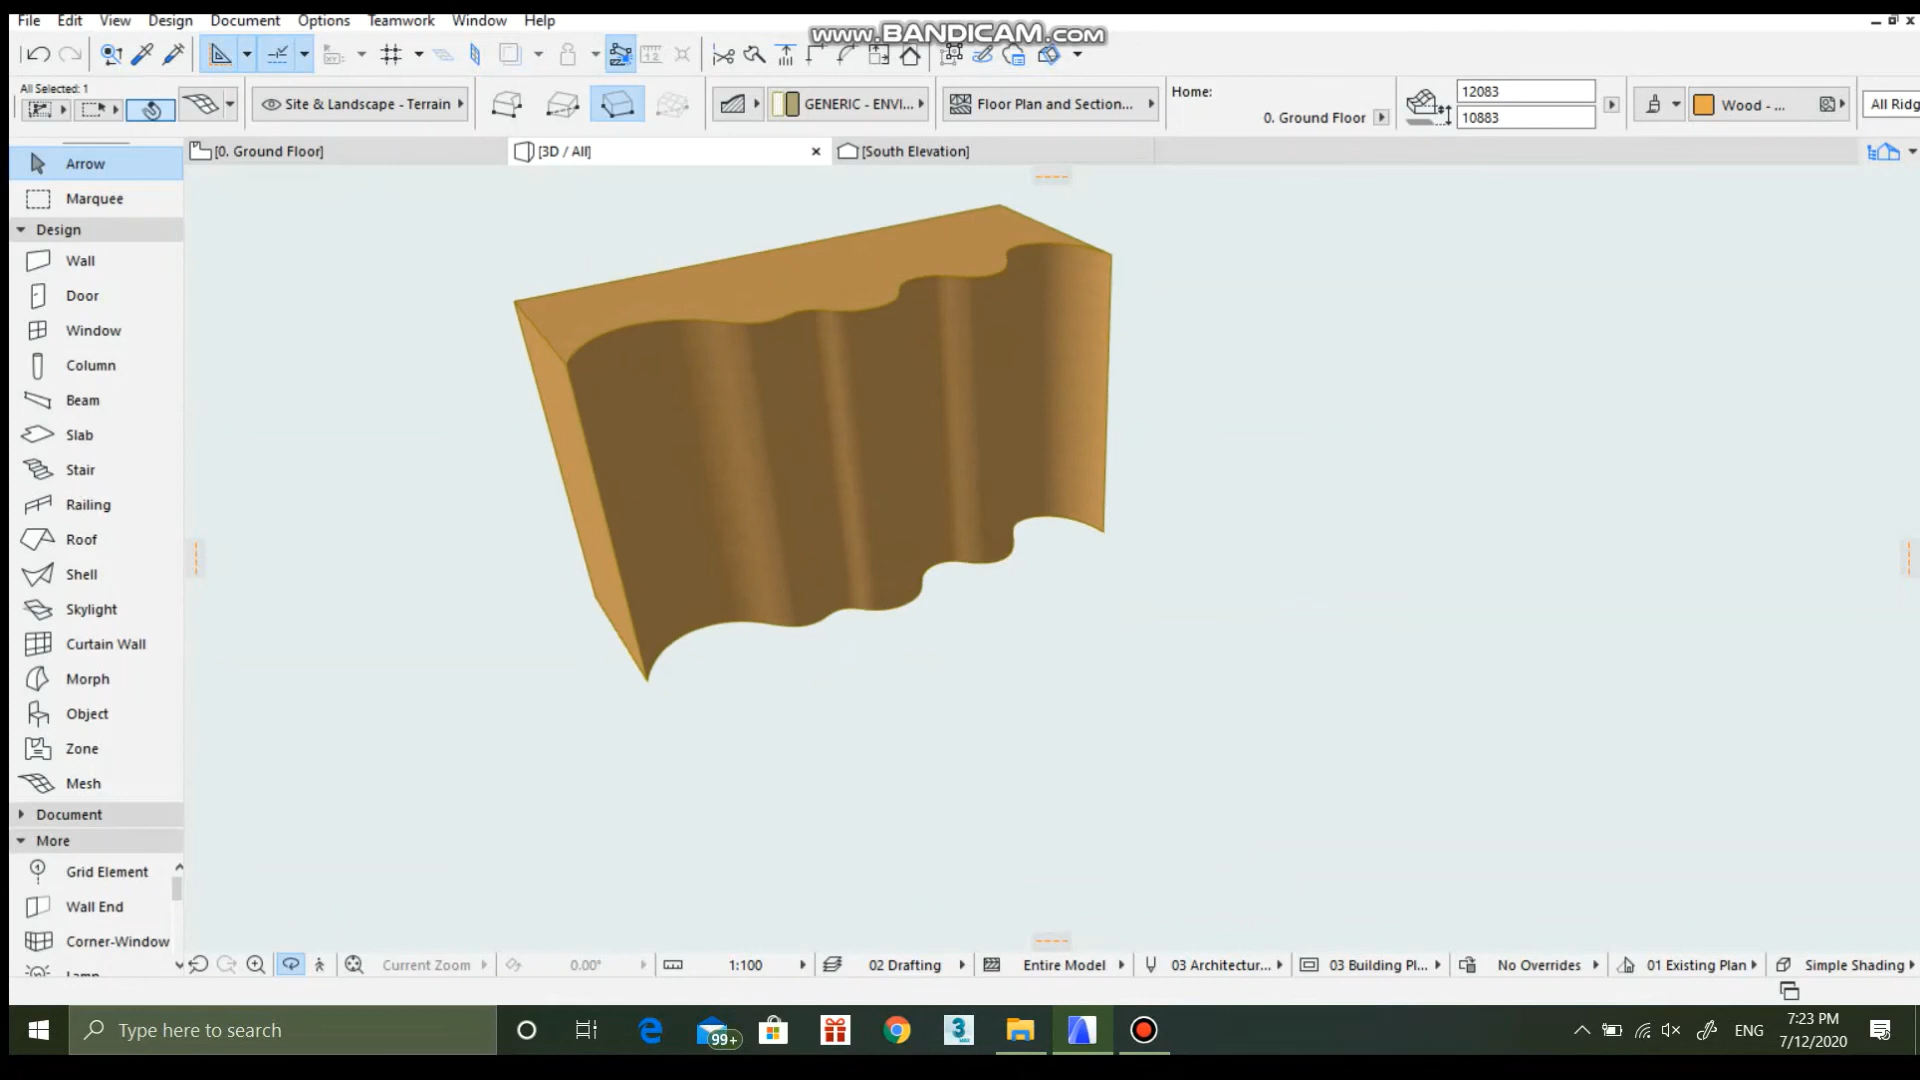 www.BANDICAM.com
File Edit View Design Document Options Teamwork Window Help
All Selected: 1
Site & Landscape - Terrain
GENERIC - ENVI...
Floor Plan and Section...
Home:
0. Ground Floor
12083
10883
Wood - ...
All Ridg
[0. Ground Floor]
[3D / All]
[South Elevation]
Arrow
Marquee
Design
Wall
Door
Window
Column
Beam
Slab
Stair
Railing
Roof
Shell
Skylight
Curtain Wall
Morph
Object
Zone
Mesh
Document
More
Grid Element
Wall End
Corner-Window
Lamp
Current Zoom
0.00°
1:100
02 Drafting
Entire Model
03 Architectur...
03 Building Pl...
No Overrides
01 Existing Plan
Simple Shading
Type here to search
99+
ENG
7:23 PM
7/12/2020